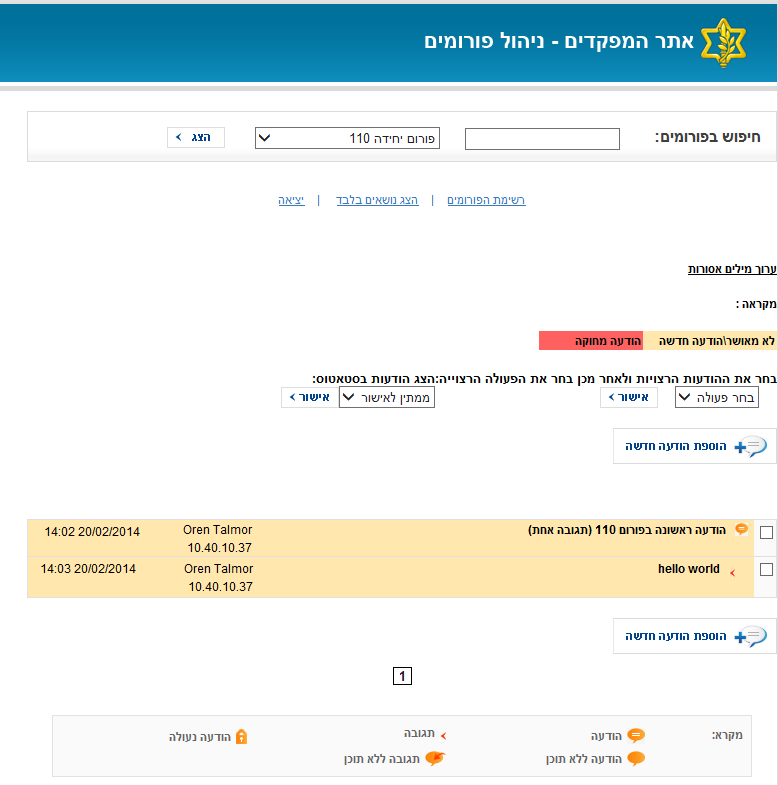 אתר המפקדים - ניהול פורומים
חיפוש בפורומים: פורום יחידה 110 הצג
רשימת הפורומים | הצג נושאים בלבד | יציאה
ערוך מילים אסורות
מקראה :
לא מאושר\הודעה חדשה הודעה מחוקה
בחר את ההודעות הרצויות ולאחר מכן בחר את הפעולה הרצוייה:הצג הודעות בסטאטוס:
בחר פעולה אישור ממתין לאישור אישור
הוספת הודעה חדשה
הודעה ראשונה בפורום 110 (תגובה אחת) Oren Talmor 14:02 20/02/2014
10.40.10.37
hello world Oren Talmor 14:03 20/02/2014
10.40.10.37
הוספת הודעה חדשה
1
מקרא: הודעה תגובה הודעה נעולה
הודעה ללא תוכן תגובה ללא תוכן